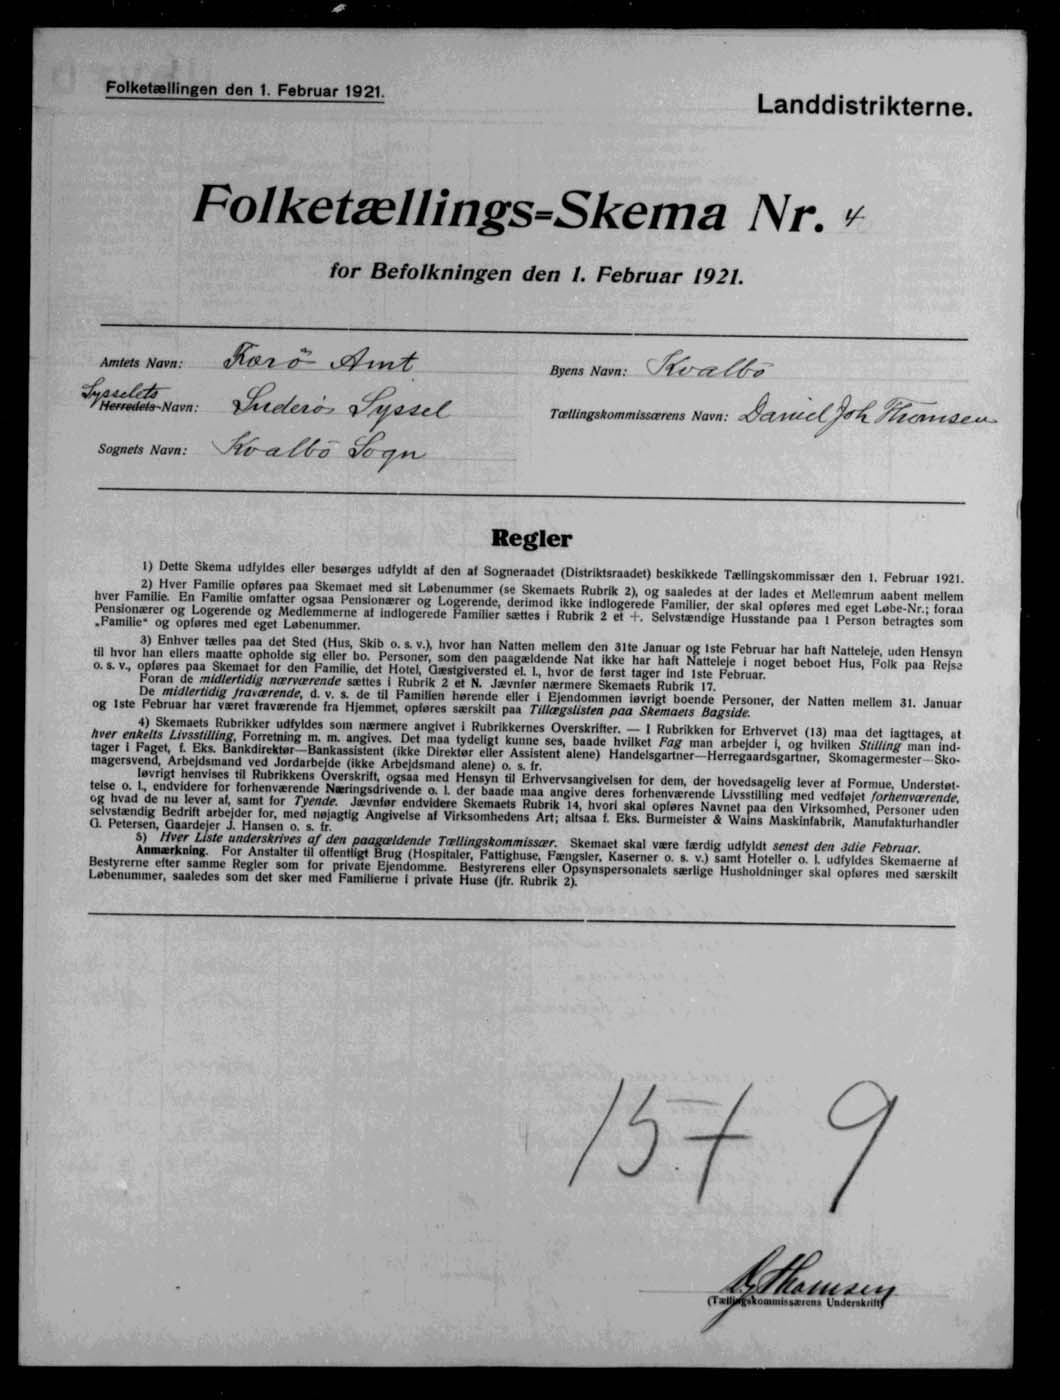 Folketællingen den 1. Februar 1921.
Landdistrikterne.
Folketællings=Skema Nr. 4
for Befolkningen den 1. Februar 1921.
Amtets Navn: Færö Amt
Byens Navn: Kvalbö
Sysselets
Herredets Navn: Suderös Syssel
Tællingskommissærens Navn: Daniel Joh Thomsen
Sognets Navn: Kvalbö Sogn
Regler
1) Dette Skema udfyldes eller besørges udfyldt af den af Sogneraadet (Distriktsraadet) beskikkede Tællingskommissær den 1. Februar 1921.
2) Hver Familie opføres paa Skemaet med sit Løbenummer (se Skemaets Rubrik 2), og saaledes at der lades et Mellemrum aabent mellem
hver Familie. En Familie omfatter ogsaa Pensionærer og Logerende, derimod ikke indlogerede Familier, der skal opføres med eget Løbe-Nr.; foran
Pensionærer og Logerende og Medlemmerne af indlogerede Familier sættes i Rubrik 2 et +. Selvstændige Husstande paa 1 Person betragtes som
„Familie“ og opføres med eget Løbenummer.
3) Enhver tælles paa det Sted (Hus, Skib o. s. v.), hvor han Natten mellem den 31te Januar og 1ste Februar har haft Natteleje, uden Hensyn
til hvor han ellers maatte opholde sig eller bo. Personer, som den paagældende Nat ikke har haft Natteleje i noget beboet Hus, Folk paa Rejse
o. s. v., opføres paa Skemaet for den Familie, det Hotel, Gæstgiversted el. l., hvor de først tager ind 1ste Februar.
Foran de midlertidig nærværende sættes i Rubrik 2 et N. Jævnfør nærmere Skemaets Rubrik 17.
De midlertidig fraværende, d. v. s. de til Familien hørende eller i Ejendommen iøvrigt boende Personer, der Natten mellem 31. Januar
og 1ste Februar har været fraværende fra Hjemmet, opføres særskilt paa Tillægslisten paa Skemaets Bagside.
4) Skemaets Rubrikker udfyldes som nærmere angivet i Rubrikkernes Overskrifter. — I Rubrikken for Erhvervet (13) maa det iagttages, at
hver enkelts Livsstilling, Forretning m. m. angives. Det maa tydeligt kunne ses, baade hvilket Fag man arbejder i, og hvilken Stilling man ind-
tager i Faget, f. Eks. Bankdirektør—Bankassistent (ikke Direktør eller Assistent alene) Handelsgartner—Herregaardsgartner, Skomagermester—Sko-
magersvend, Arbejdsmand ved Jordarbejde (ikke Arbejdsmand alene) o. s. fr.
Iøvrigt henvises til Rubrikkens Overskrift, ogsaa med Hensyn til Erhvervsangivelsen for dem, der hovedsagelig lever af Formue, Understøt-
telse o. l., endvidere for forhenværende Næringsdrivende o. l. der baade maa angive deres forhenværende Livsstilling med vedføjet forhenværende,
og hvad de nu lever af, samt for Tyende. Jævnfør endvidere Skemaets Rubrik 14, hvori skal opføres Navnet paa den Virksomhed, Personer uden
selvstændig Bedrift arbejder for, med nøjagtig Angivelse af Virksomhedens Art; altsaa f. Eks. Burmeister & Wains Maskinfabrik, Manufakturhandler
G. Petersen, Gaardejer J. Hansen o. s. fr.
5) Hver Liste underskrives af den paagældende Tællingskommissær. Skemaet skal være færdig udfyldt senest den 3die Februar.
Anmærkning. For Anstalter til offentligt Brug (Hospitaler, Fattighuse, Fængsler, Kaserner o. s. v.) samt Hoteller o. l. udfyldes Skemaerne af
Bestyrerne efter samme Regler som for private Ejendomme. Bestyrerens eller Opsynspersonalets særlige Husholdninger skal opføres med særskilt
Løbenummer, saaledes som det sker med Familierne i private Huse (jfr. Rubrik 2).
15+ 9
DJThomsen
(Tællingskommissærens Underskrift)